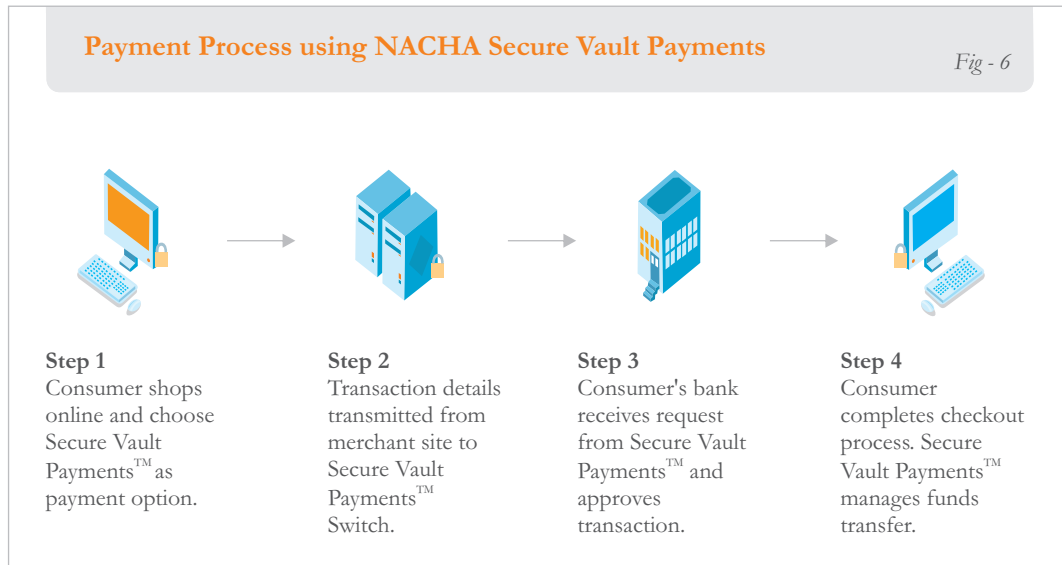 Payment Process using NACHA Secure Vault Payments
Fig - 6
Step 1
Consumer shops
online and choose
Secure Vault
Payments™ as
payment option.
Step 2
Transaction details
transmitted from
merchant site to
Secure Vault
Payments™
Switch.
Step 3
Consumer's bank
receives request
from Secure Vault
Payments™ and
approves
transaction.
Step 4
Consumer
completes checkout
process. Secure
Vault Payments™
manages funds
transfer.